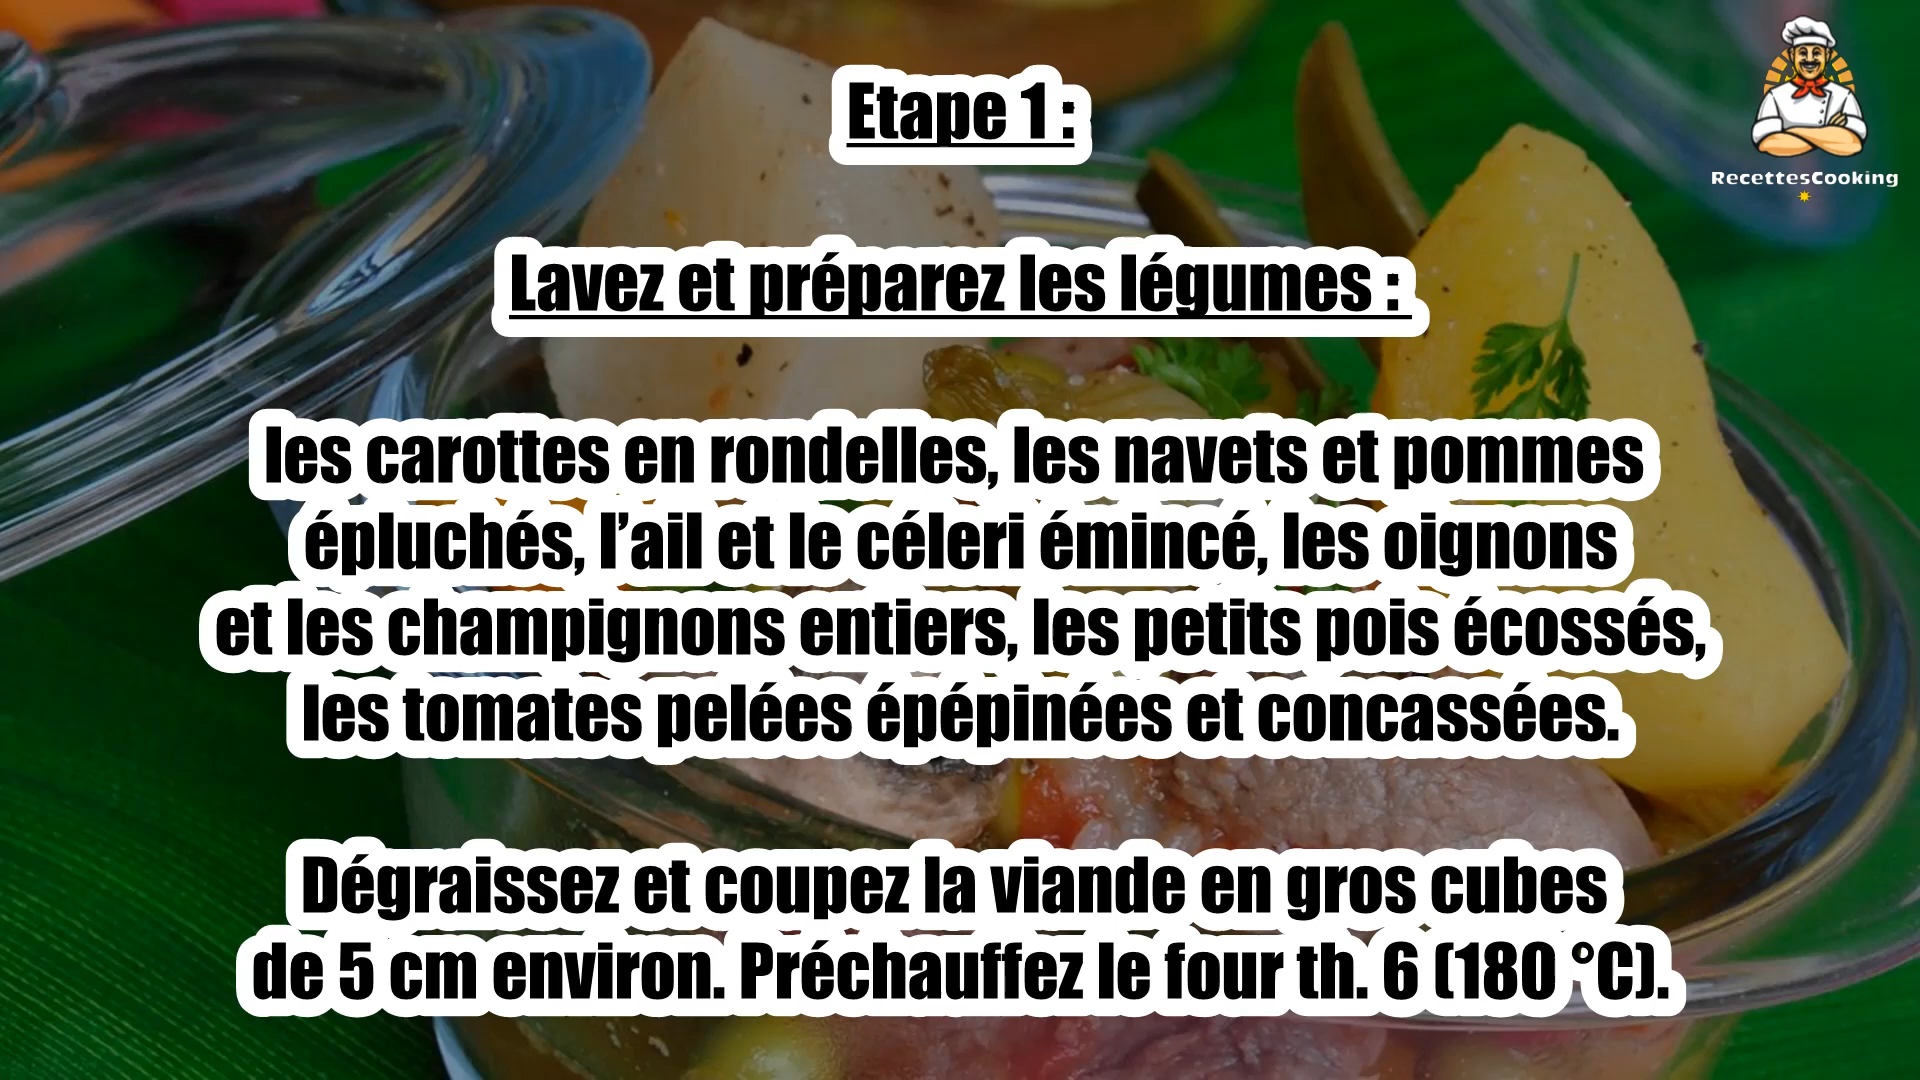 Etape 1 :
RecettesCooking
Lavez et préparez les légumes :
les carottes en rondelles, les navets et pommes
épluchés, l’ail et le céleri émincé, les oignons
et les champignons entiers, les petits pois écossés,
les tomates pelées épépinées et concassées.
Dégraissez et coupez la viande en gros cubes
de 5 cm environ. Préchauffez le four th. 6 (180 °C).